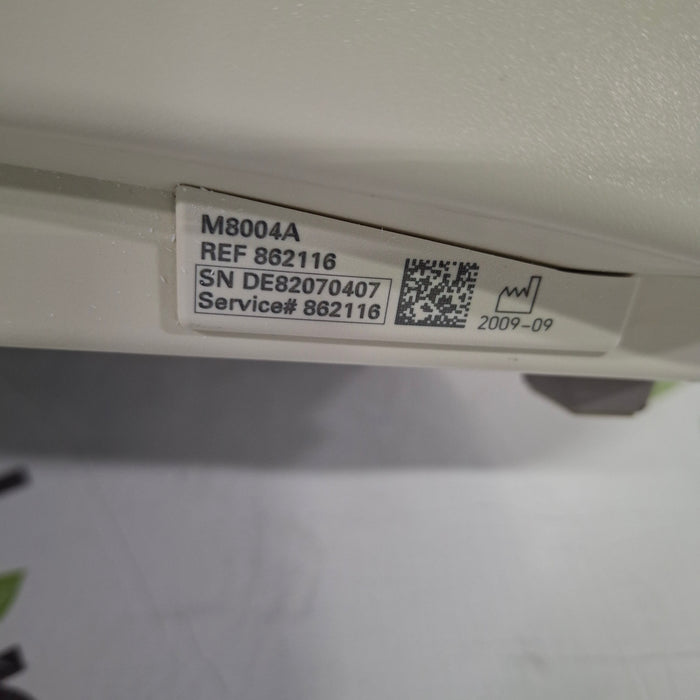 M8004A
REF 862116
SN DE82070407
Service# 862116
2009-09